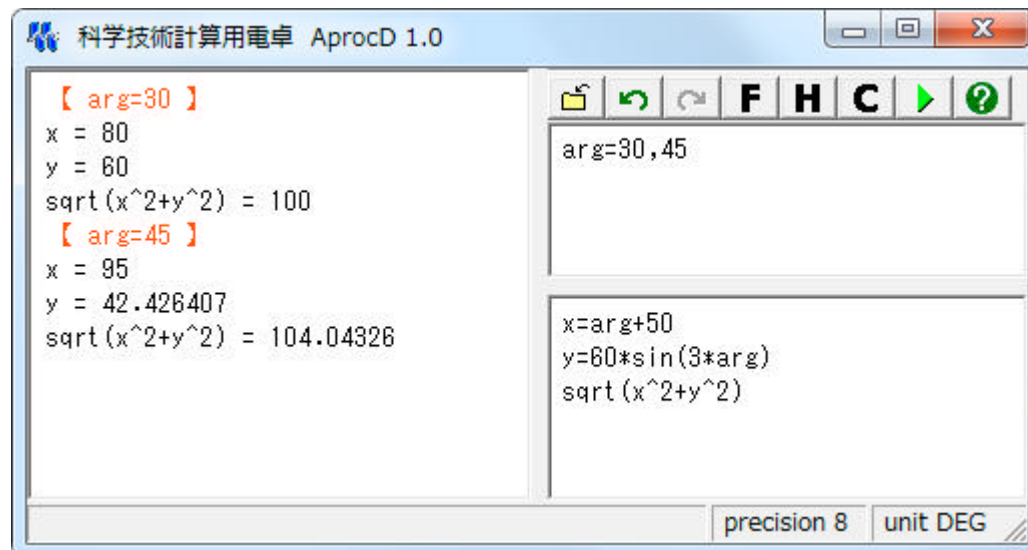 科学技術計算用電卓 AprocD 1.0
【 arg=30 】
x = 80
y = 60
sqrt(x^2+y^2) = 100
【 arg=45 】
x = 95
y = 42.426407
sqrt(x^2+y^2) = 104.04326
F H C ?
arg=30,45
x=arg+50
y=60*sin(3*arg)
sqrt(x^2+y^2)
precision 8
unit DEG